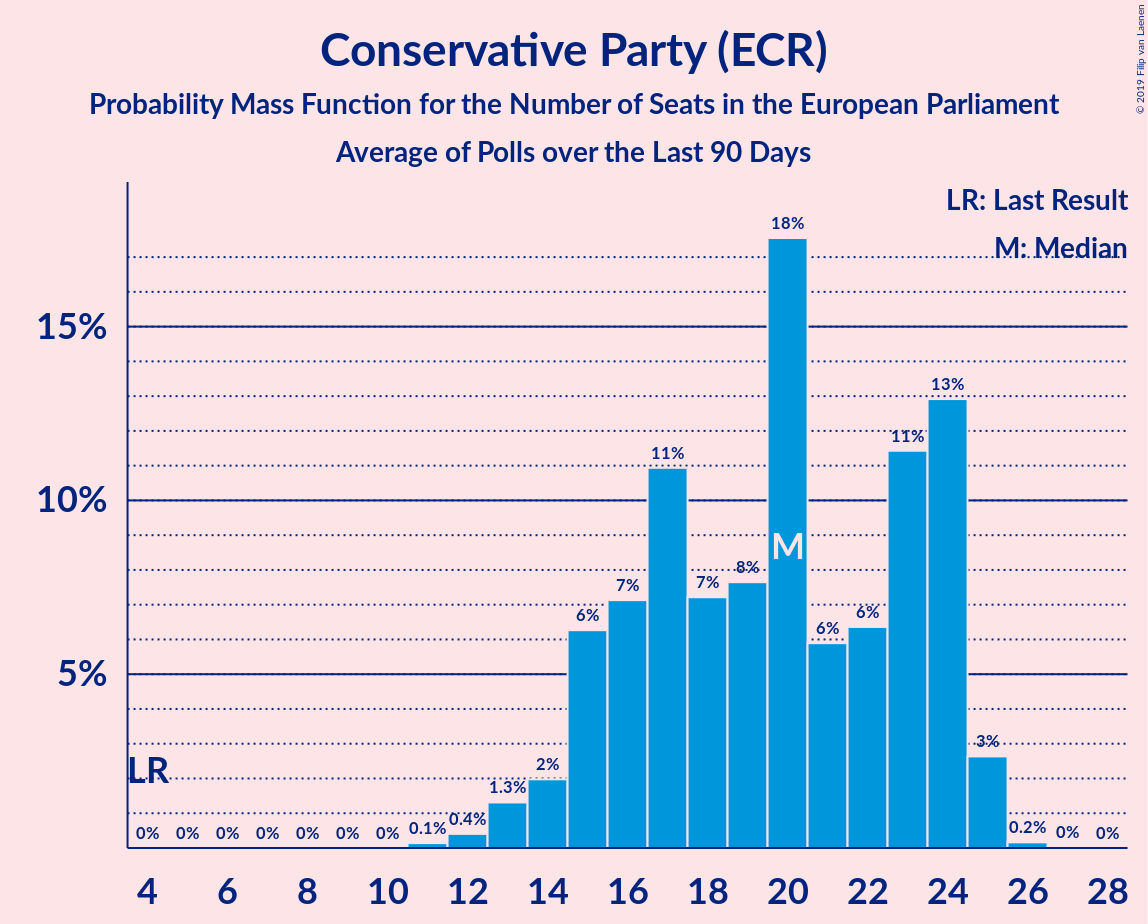 Conservative Party (ECR)
Probability Mass Function for the Number of Seats in the European Parliament
Average of Polls over the Last 90 Days
© 2019 Filip van Laenen
LR: Last Result
M: Median
15%
10%
5%
LR
M
0% 0% 0% 0% 0% 0% 0% 0.1% 0.4% 1.3% 2% 6% 7% 11% 7% 8% 18% 6% 6% 11% 13% 3% 0.2% 0% 0%
4 6 8 10 12 14 16 18 20 22 24 26 28